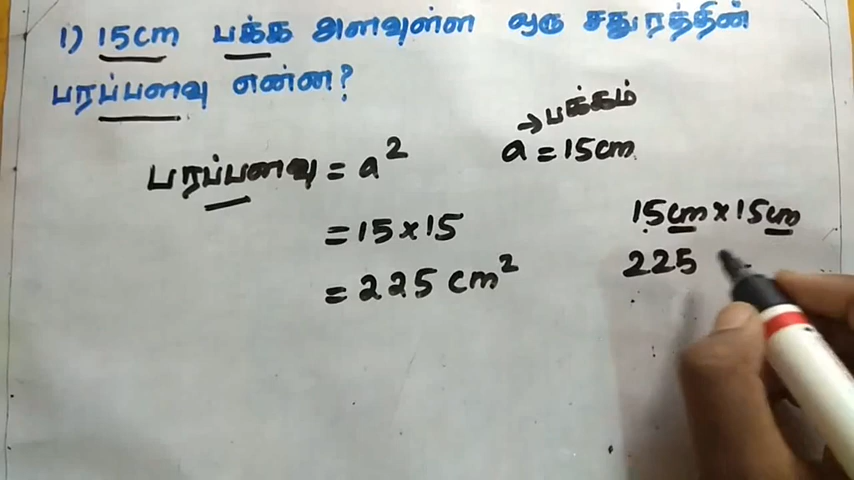 1) 15cm பக்க அளவுள்ள ஒரு சதுரத்தின்
பரப்பளவு என்ன?
→பக்கம்
பரப்பளவு = a²
a = 15cm
= 15×15
15cm×15cm
= 225 cm²
225